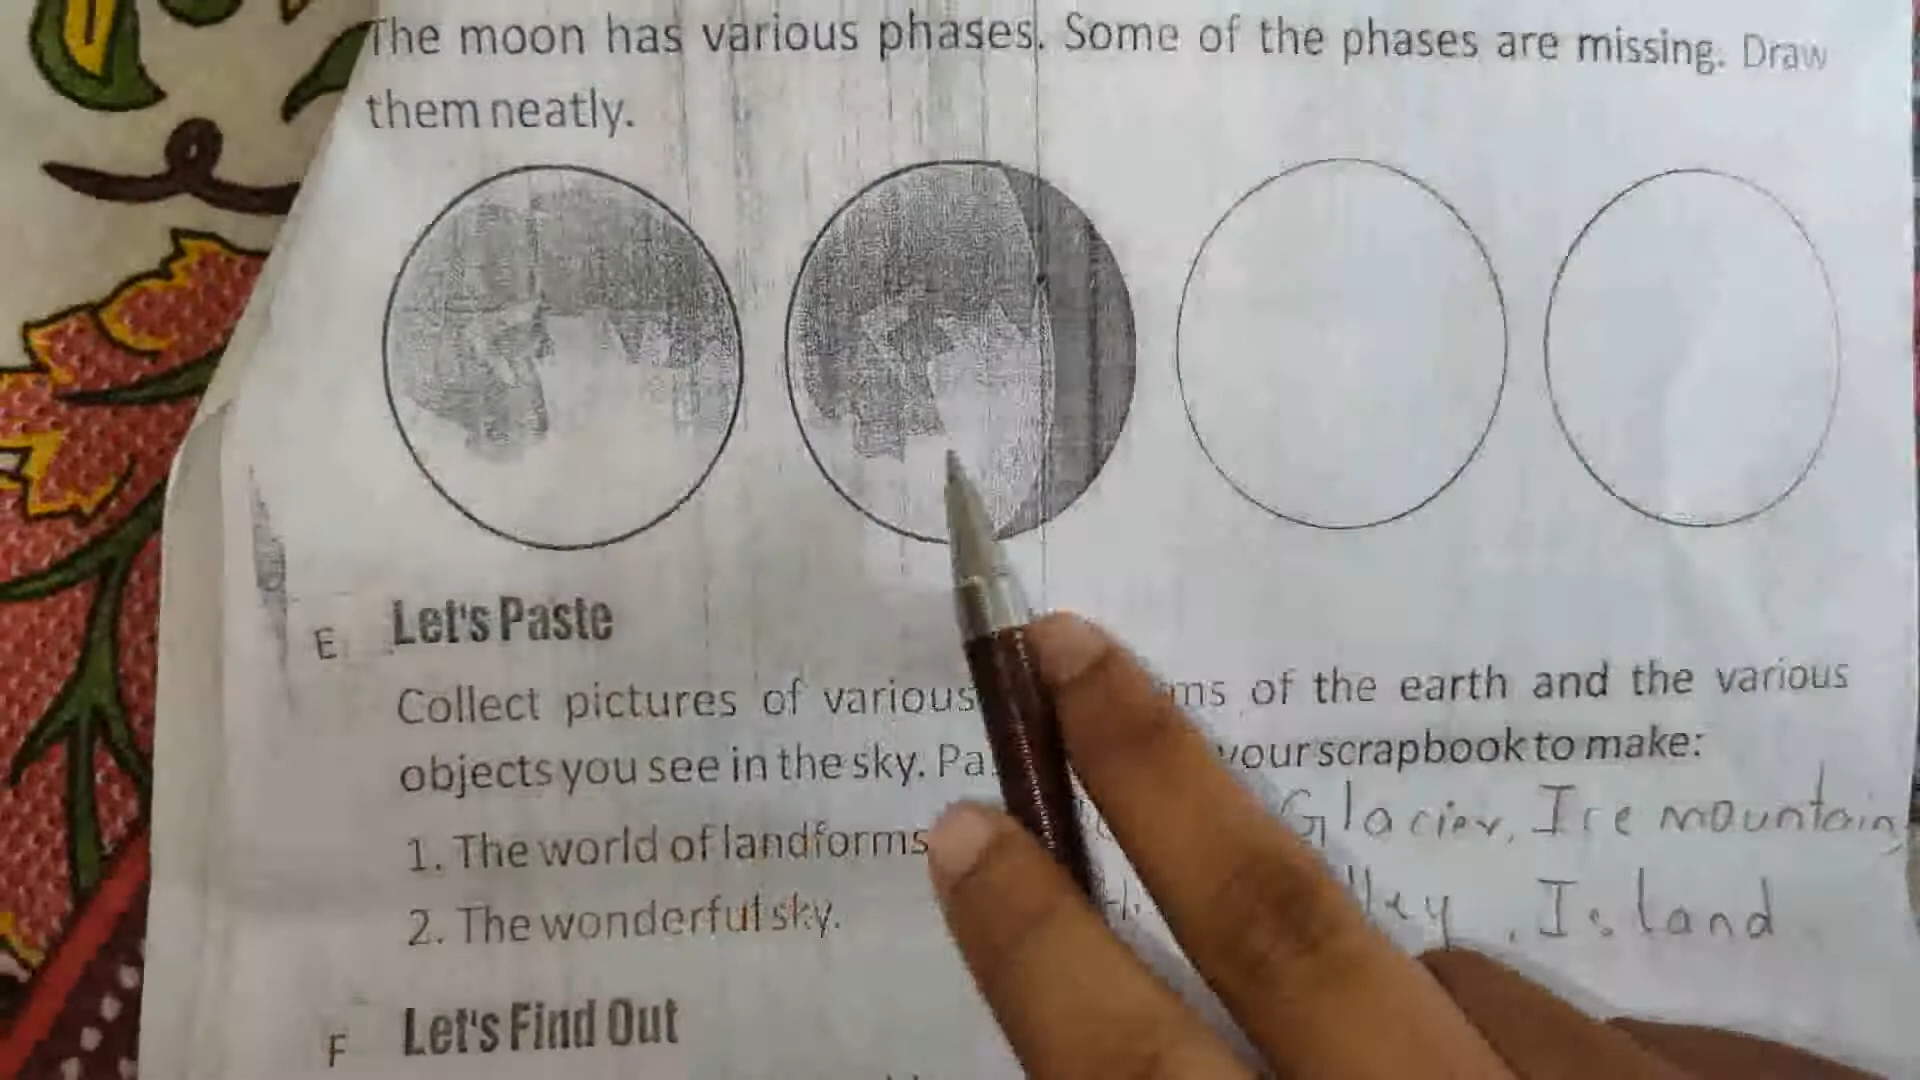 The moon has various phases. Some of the phases are missing. Draw
them neatly.
E Let's Paste
Collect pictures of various of the earth and the various
objects you see in the sky. your scrapbook to make:
1. The world of landforms Glacier, Ice mountain
2. The wonderful sky. Island
F Let's Find Out